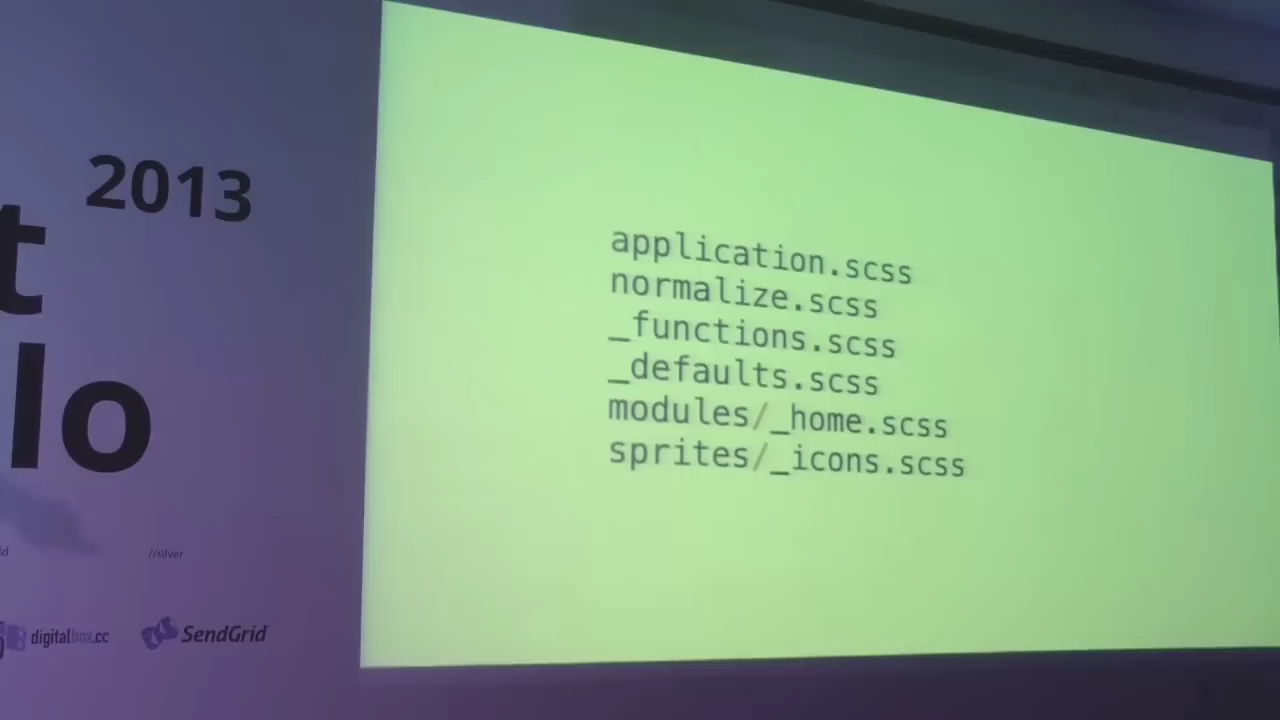 2013
t
lo
//silver
digitalbox.cc
SendGrid
application.scss
normalize.scss
_functions.scss
_defaults.scss
modules/_home.scss
sprites/_icons.scss